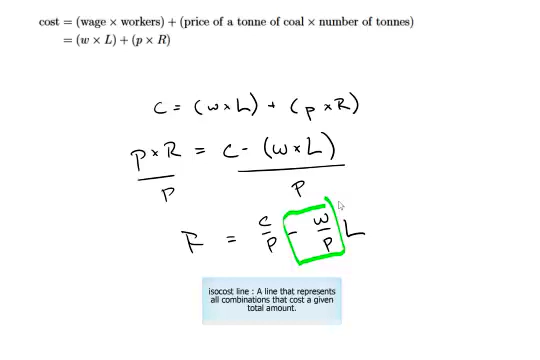 cost = (wage × workers) + (price of a tonne of coal × number of tonnes)
= (w × L) + (p × R)
C = (w × L) + (p × R)
p × R = C - (w × L)
P P
R = C/P - w/P L
isocost line : A line that represents
all combinations that cost a given
total amount.